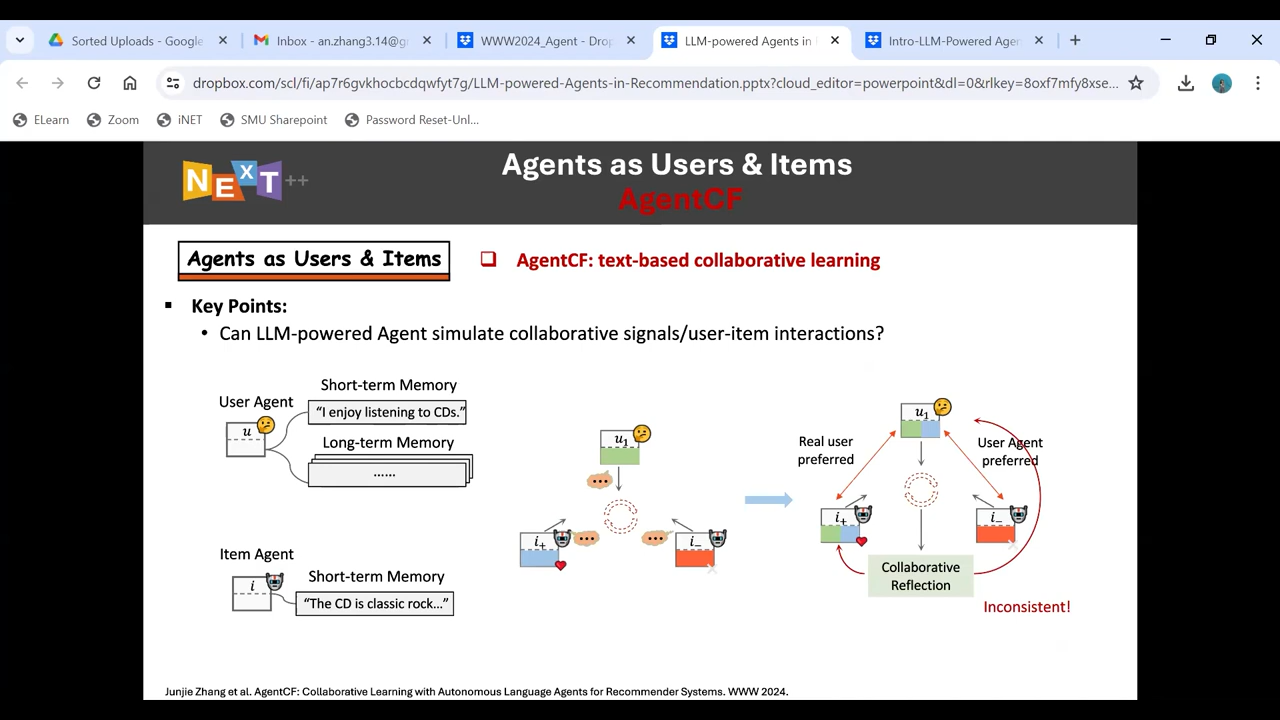 Sorted Uploads - Google
Inbox - an.zhang3.14@g
WWW2024_Agent - Drop
LLM-powered Agents in
Intro-LLM-Powered Agen
dropbox.com/scl/fi/ap7r6gvkhocbcdqwfyt7g/LLM-powered-Agents-in-Recommendation.pptx?cloud_editor=powerpoint&dl=0&rlkey=8oxf7mfy8xse...
ELearn
Zoom
iNET
SMU Sharepoint
Password Reset-Unl...
NEXT++
Agents as Users & Items
AgentCF
Agents as Users & Items
AgentCF: text-based collaborative learning
Key Points:
Can LLM-powered Agent simulate collaborative signals/user-item interactions?
User Agent
u
Short-term Memory
"I enjoy listening to CDs."
Long-term Memory
......
Item Agent
i
Short-term Memory
"The CD is classic rock..."
u₁
i₊
i₋
u₁
Real user
preferred
User Agent
preferred
i₊
i₋
Collaborative
Reflection
Inconsistent!
Junjie Zhang et al. AgentCF: Collaborative Learning with Autonomous Language Agents for Recommender Systems. WWW 2024.